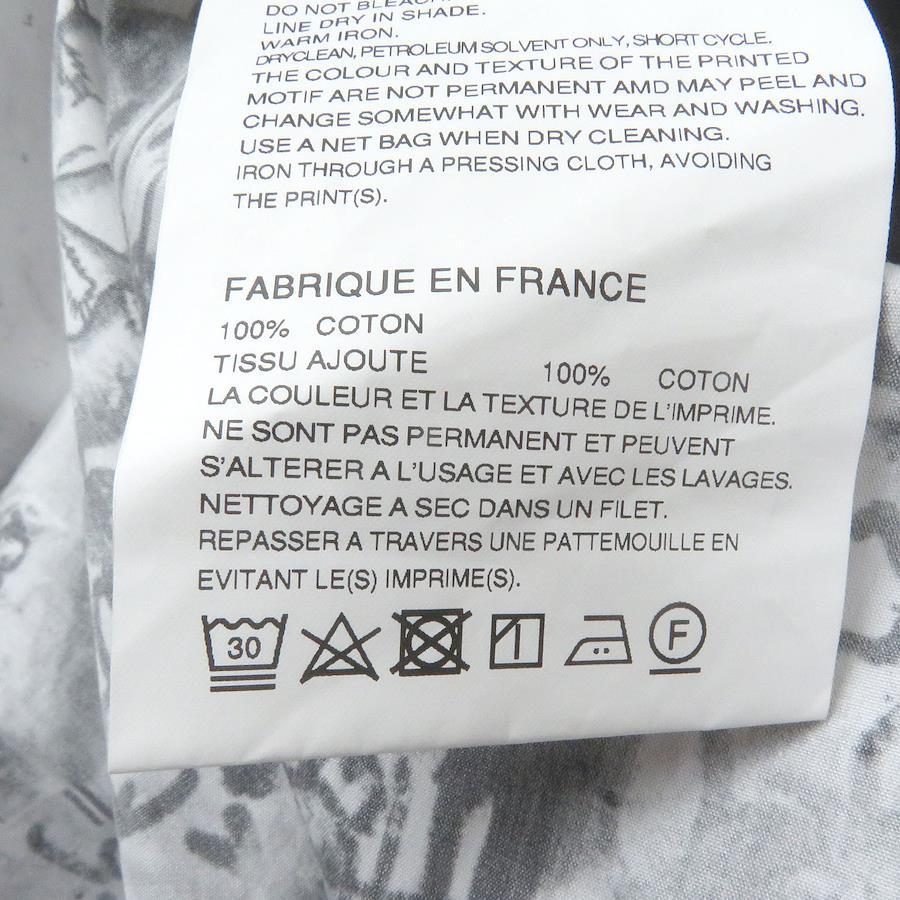 DO NOT BLEACH.
LINE DRY IN SHADE.
WARM IRON.
DRYCLEAN, PETROLEUM SOLVENT ONLY, SHORT CYCLE.
THE COLOUR AND TEXTURE OF THE PRINTED
MOTIF ARE NOT PERMANENT AMD MAY PEEL AND
CHANGE SOMEWHAT WITH WEAR AND WASHING.
USE A NET BAG WHEN DRY CLEANING.
IRON THROUGH A PRESSING CLOTH, AVOIDING
THE PRINT(S).
FABRIQUE EN FRANCE
100% COTON
TISSU AJOUTE 100% COTON
LA COULEUR ET LA TEXTURE DE L'IMPRIME.
NE SONT PAS PERMANENT ET PEUVENT
S'ALTERER A L'USAGE ET AVEC LES LAVAGES.
NETTOYAGE A SEC DANS UN FILET.
REPASSER A TRAVERS UNE PATTEMOUILLE EN
EVITANT LE(S) IMPRIME(S).
30 F